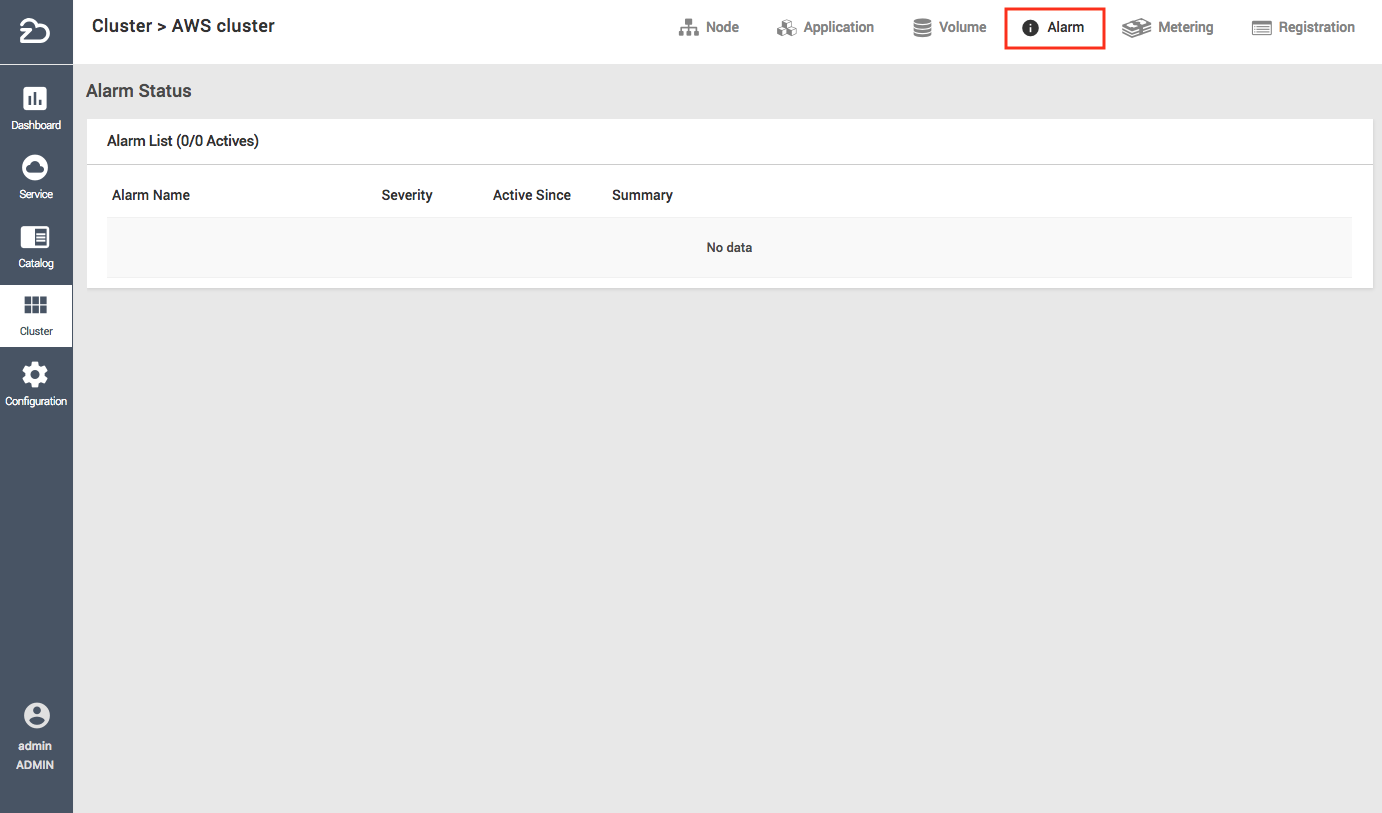 Cluster > AWS cluster
Node
Application
Volume
Alarm
Metering
Registration
Dashboard
Service
Catalog
Cluster
Configuration
admin
ADMIN
Alarm Status
Alarm List (0/0 Actives)
Alarm Name Severity Active Since Summary
No data